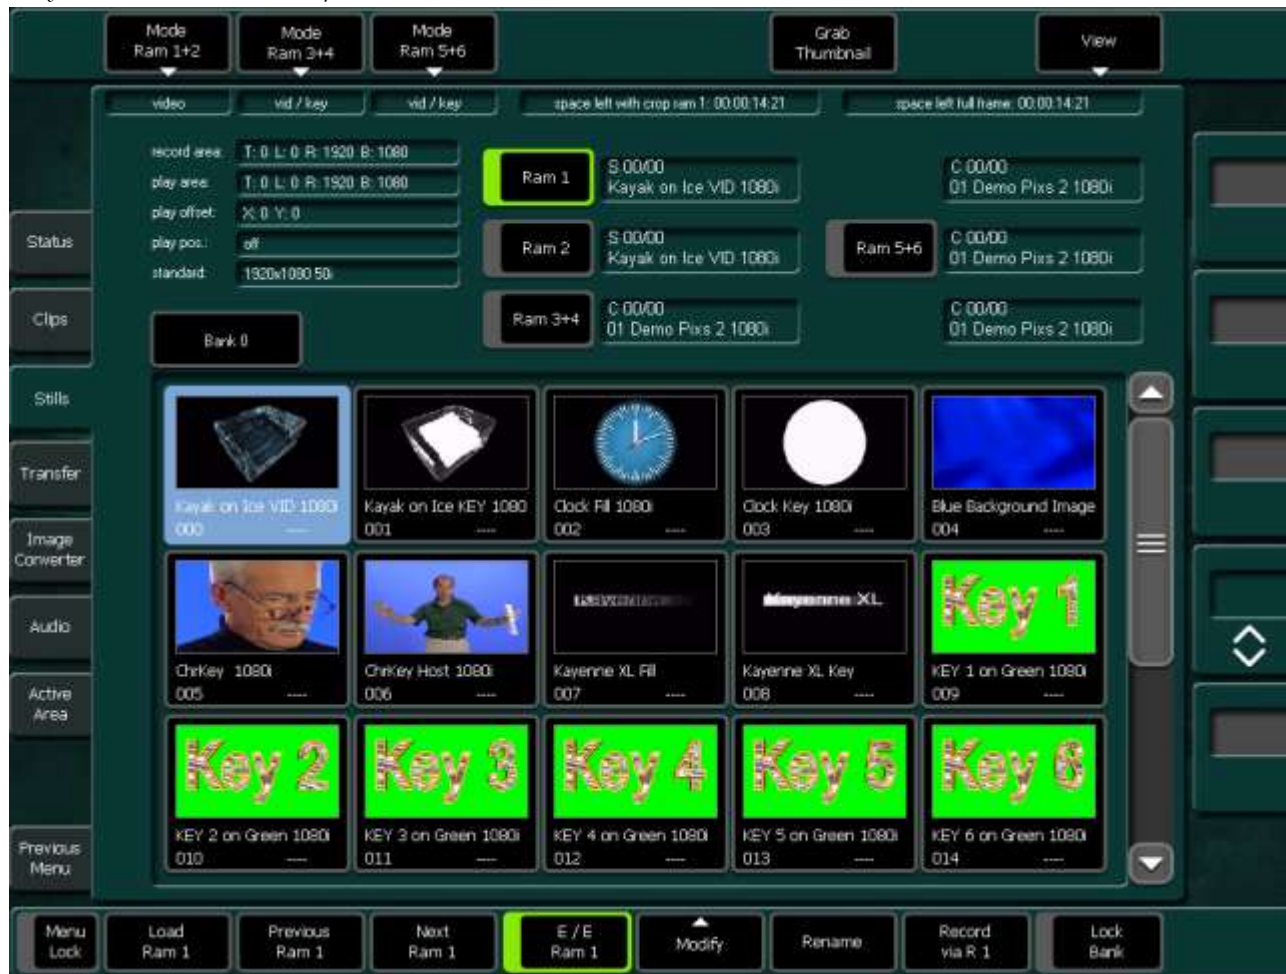 Mode
Ram 1+2
Mode
Ram 3+4
Mode
Ram 5+6
Grab
Thumbnail
View
video
vid / key
vid / key
space left with crop ram 1: 00:00:14:21
space left full frame: 00:00:14:21
record area:
T: 0 L: 0 R: 1920 B: 1080
play area:
T: 0 L: 0 R: 1920 B: 1080
play offset:
X: 0 Y: 0
play pos.:
off
standard:
1920x1080 50i
Ram 1
S 00/00
Kayak on Ice VID 1080i
C 00/00
01 Demo Pixs 2 1080i
Ram 2
S 00/00
Kayak on Ice VID 1080i
Ram 5+6
C 00/00
01 Demo Pixs 2 1080i
Ram 3+4
C 00/00
01 Demo Pixs 2 1080i
C 00/00
01 Demo Pixs 2 1080i
Bank 0
Status
Clips
Stills
Transfer
Image
Converter
Audio
Active
Area
Previous
Menu
Kayak on Ice VID 1080i
000 ----
Kayak on Ice KEY 1080
001 ----
Clock Fill 1080i
002 ----
Clock Key 1080i
003 ----
Blue Background Image
004 ----
ChrKey 1080i
005 ----
ChrKey Host 1080i
006 ----
Kayenne XL Fill
007 ----
Kayenne XL
Kayenne XL Key
008 ----
Key 1
KEY 1 on Green 1080i
009 ----
Key 2
KEY 2 on Green 1080i
010 ----
Key 3
KEY 3 on Green 1080i
011 ----
Key 4
KEY 4 on Green 1080i
012 ----
Key 5
KEY 5 on Green 1080i
013 ----
Key 6
KEY 6 on Green 1080i
014 ----
Menu
Lock
Load
Ram 1
Previous
Ram 1
Next
Ram 1
E / E
Ram 1
Modify
Rename
Record
via R 1
Lock
Bank